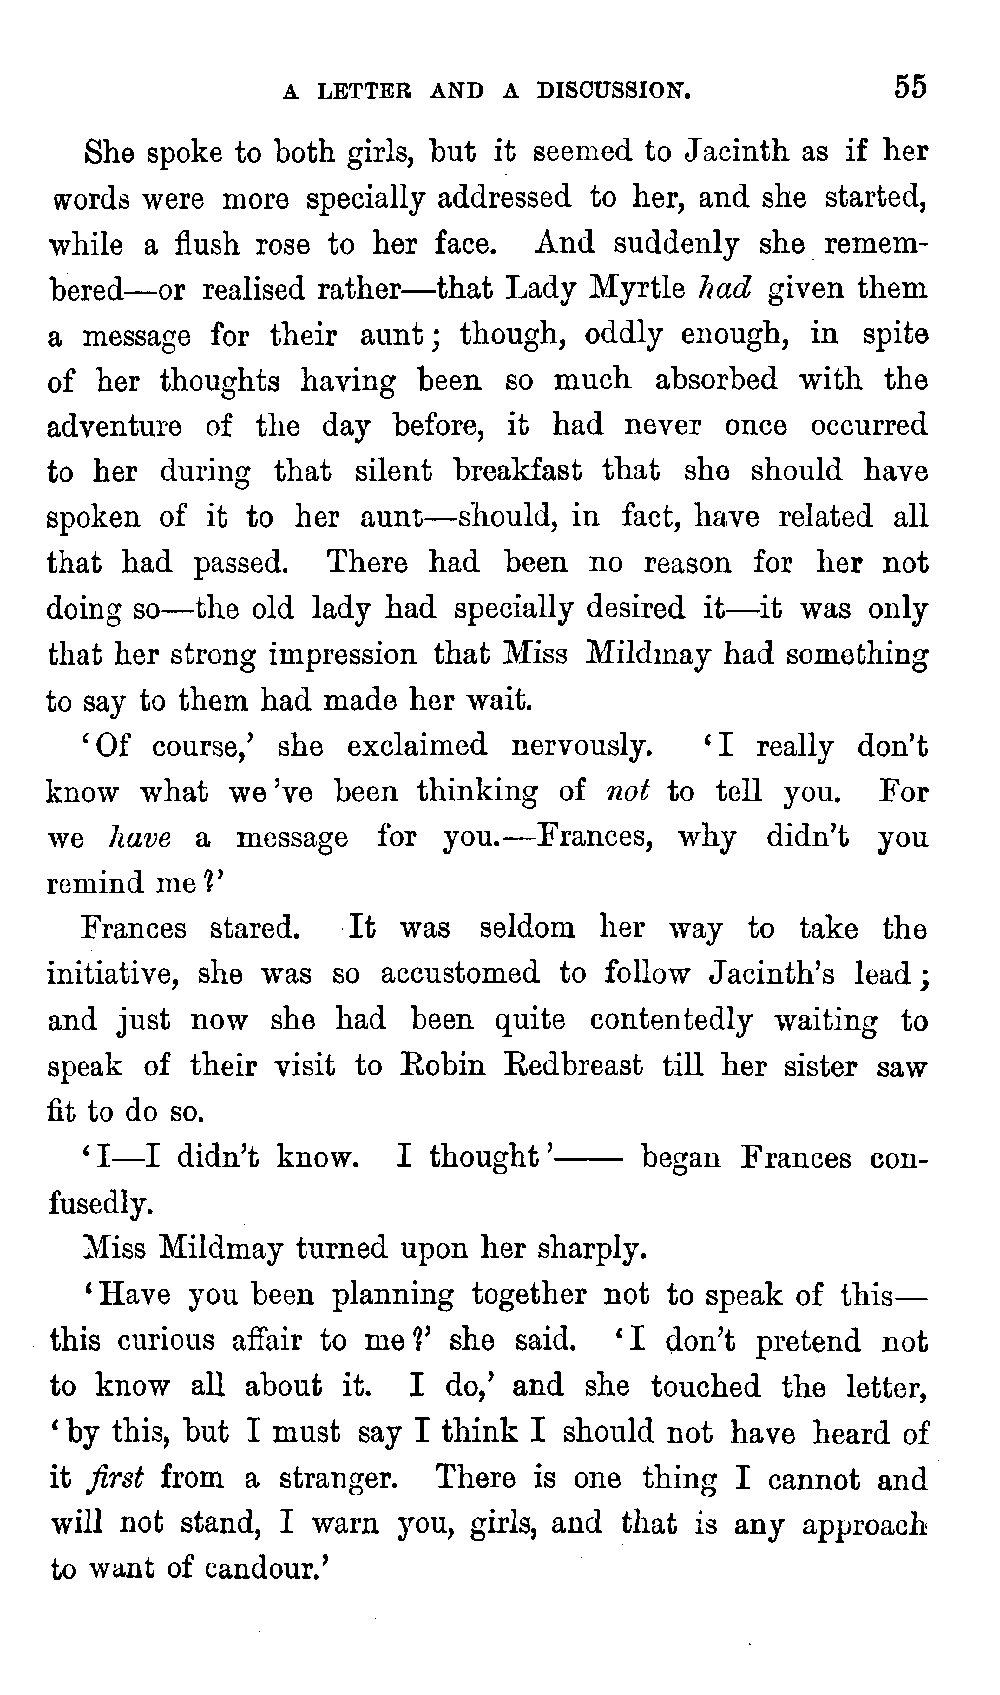 A LETTER AND A DISCUSSION. 55
She spoke to both girls, but it seemed to Jacinth as if her
words were more specially addressed to her, and she started,
while a flush rose to her face. And suddenly she remem-
bered—or realised rather—that Lady Myrtle had given them
a message for their aunt; though, oddly enough, in spite
of her thoughts having been so much absorbed with the
adventure of the day before, it had never once occurred
to her during that silent breakfast that she should have
spoken of it to her aunt—should, in fact, have related all
that had passed. There had been no reason for her not
doing so—the old lady had specially desired it—it was only
that her strong impression that Miss Mildmay had something
to say to them had made her wait.
‘Of course,’ she exclaimed nervously. ‘I really don’t
know what we’ve been thinking of not to tell you. For
we have a message for you.—Frances, why didn’t you
remind me?’
Frances stared. It was seldom her way to take the
initiative, she was so accustomed to follow Jacinth’s lead;
and just now she had been quite contentedly waiting to
speak of their visit to Robin Redbreast till her sister saw
fit to do so.
‘I—I didn’t know. I thought’—— began Frances con-
fusedly.
Miss Mildmay turned upon her sharply.
‘Have you been planning together not to speak of this—
this curious affair to me?’ she said. ‘I don’t pretend not
to know all about it. I do,’ and she touched the letter,
‘by this, but I must say I think I should not have heard of
it first from a stranger. There is one thing I cannot and
will not stand, I warn you, girls, and that is any approach
to want of candour.’